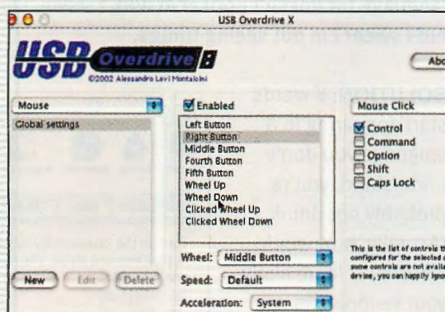 USB Overdrive X
USB Overdrive
©2002 Alessandro Levi Montalcini
Mouse
Global settings
New
Edit
Delete
Enabled
Left Button
Right Button
Middle Button
Fourth Button
Fifth Button
Wheel Up
Wheel Down
Clicked Wheel Up
Clicked Wheel Down
Wheel: Middle Button
Speed: Default
Acceleration: System
Abo
Mouse Click
Control
Command
Option
Shift
Caps Lock
This is the list of controls th
configured for the selected
some controls are not availa
device, you can happily igno